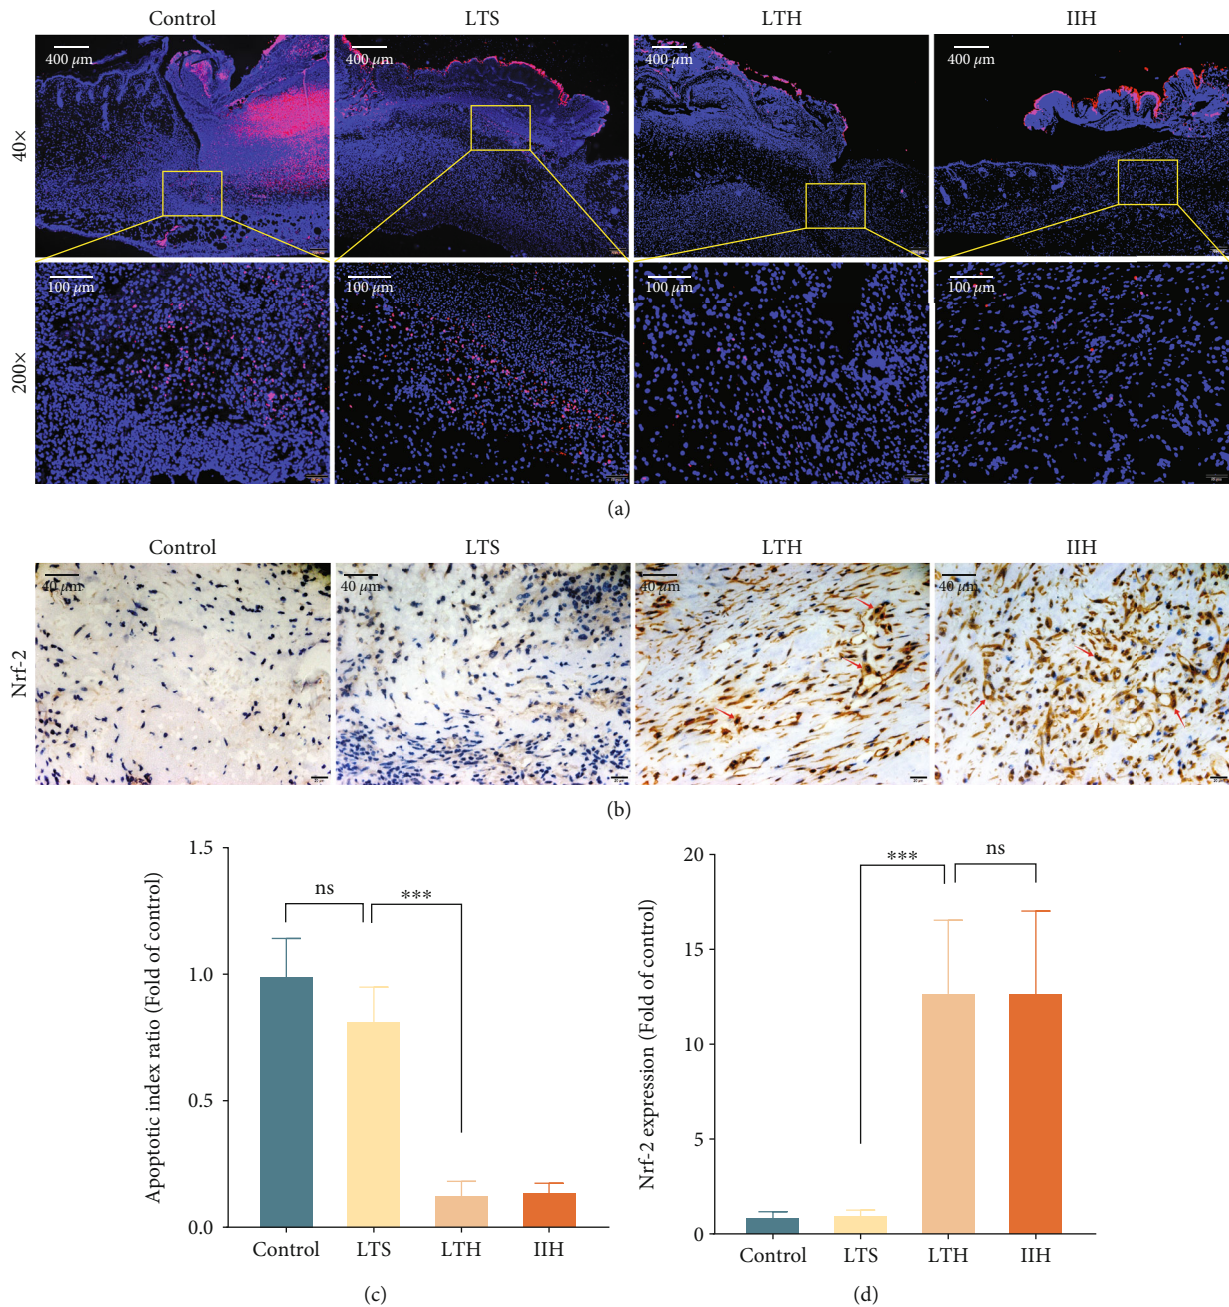 Control LTS LTH IIH
40×
400 μm 400 μm 400 μm 400 μm
200×
100 μm 100 μm 100 μm 100 μm
(a)
Control LTS LTH IIH
Nrf-2
40 μm 40 μm 40 μm 40 μm
(b)
Apoptotic index ratio (Fold of control)
1.5
1.0
0.5
0.0
ns
***
Control LTS LTH IIH
(c)
Nrf-2 expression (Fold of control)
20
15
10
5
0
***
ns
Control LTS LTH IIH
(d)